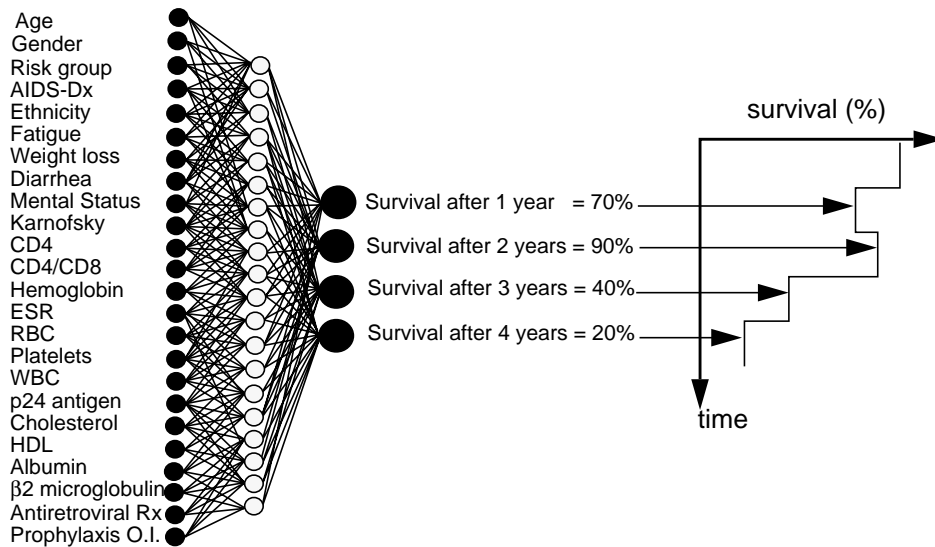 Age
Gender
Risk group
AIDS-Dx
Ethnicity
Fatigue
Weight loss
Diarrhea
Mental Status
Karnofsky
CD4
CD4/CD8
Hemoglobin
ESR
RBC
Platelets
WBC
p24 antigen
Cholesterol
HDL
Albumin
β2 microglobulin
Antiretroviral Rx
Prophylaxis O.I.
Survival after 1 year = 70%
Survival after 2 years = 90%
Survival after 3 years = 40%
Survival after 4 years = 20%
survival (%)
time